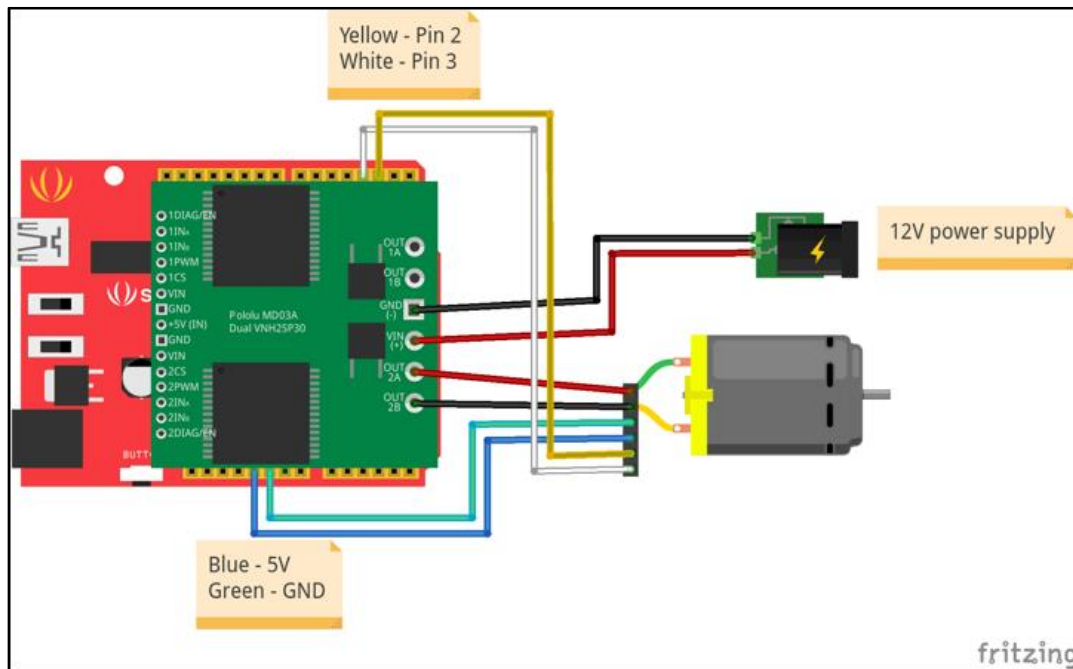 Yellow - Pin 2
White - Pin 3
1DIAG/EN
1INA
1INB
1PWM
1CS
VIN
GND
+5V (IN)
GND
VIN
2CS
2PWM
2INA
2INB
2DIAG/EN
S
Pololu MD03A
Dual VNH2SP30
OUT
1A
OUT
1B
GND
(-)
VIN
(+)
OUT
2A
OUT
2B
12V power supply
BUTT
Blue - 5V
Green - GND
fritzing